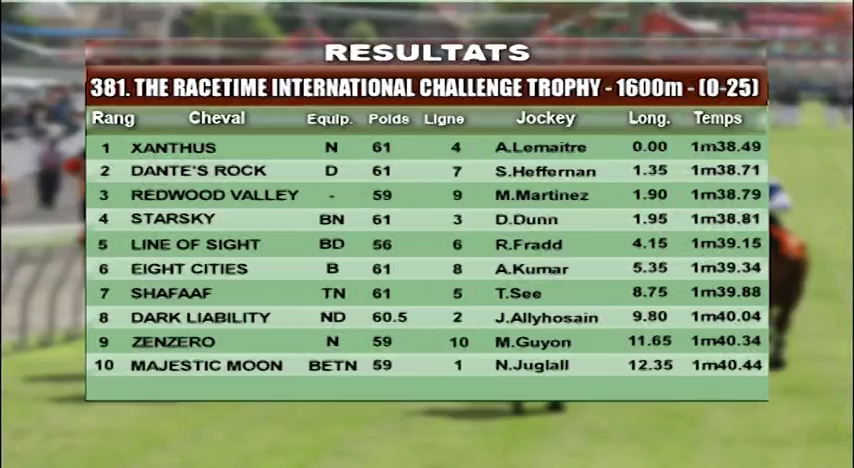 RESULTATS
381. THE RACETIME INTERNATIONAL CHALLENGE TROPHY - 1600m - (0-25)
Rang Cheval Equip. Poids Ligne Jockey Long. Temps
1 XANTHUS N 61 4 A.Lemaitre 0.00 1m38.49
2 DANTE'S ROCK D 61 7 S.Heffernan 1.35 1m38.71
3 REDWOOD VALLEY - 59 9 M.Martinez 1.90 1m38.79
4 STARSKY BN 61 3 D.Dunn 1.95 1m38.81
5 LINE OF SIGHT BD 56 6 R.Fradd 4.15 1m39.15
6 EIGHT CITIES B 61 8 A.Kumar 5.35 1m39.34
7 SHAFAAF TN 61 5 T.See 8.75 1m39.88
8 DARK LIABILITY ND 60.5 2 J.Allyhosain 9.80 1m40.04
9 ZENZERO N 59 10 M.Guyon 11.65 1m40.34
10 MAJESTIC MOON BETN 59 1 N.Juglall 12.35 1m40.44